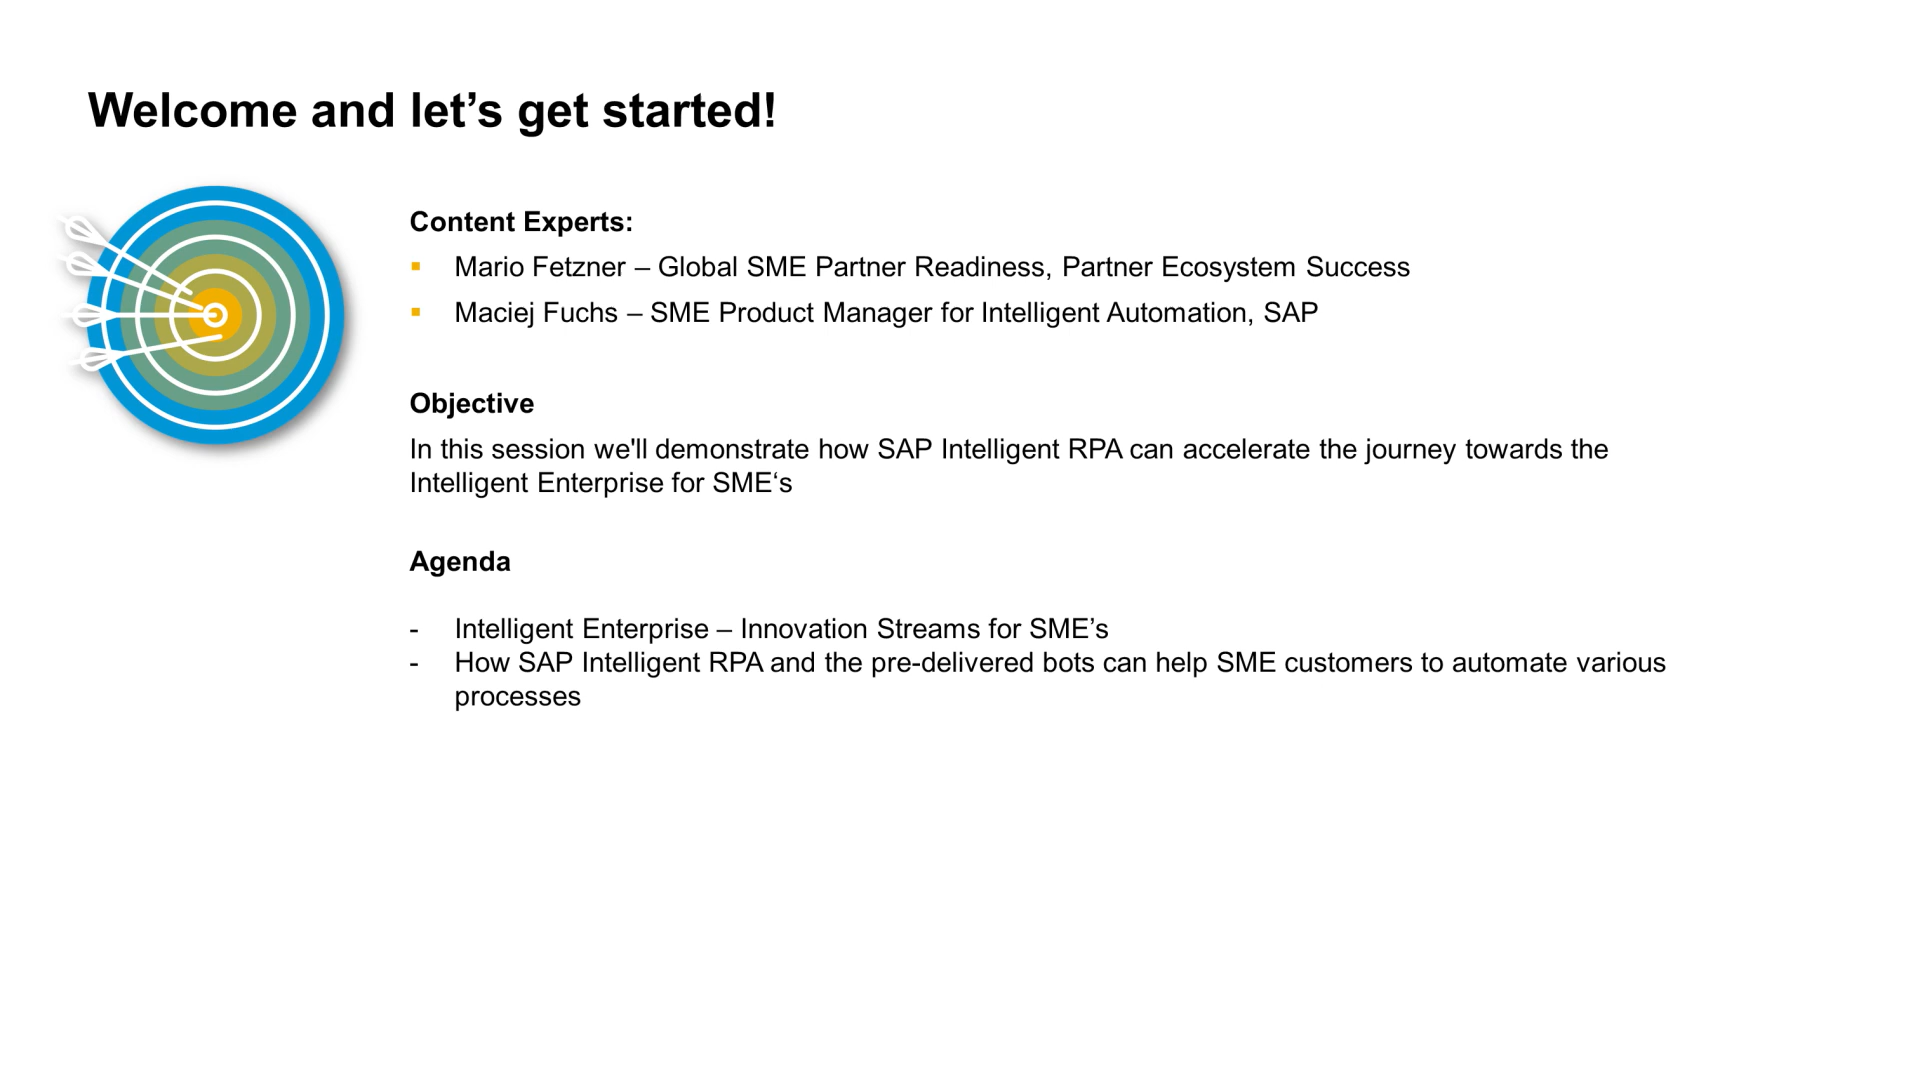 Welcome and let’s get started!
Content Experts:
▪ Mario Fetzner – Global SME Partner Readiness, Partner Ecosystem Success
▪ Maciej Fuchs – SME Product Manager for Intelligent Automation, SAP
Objective
In this session we'll demonstrate how SAP Intelligent RPA can accelerate the journey towards the
Intelligent Enterprise for SME‘s
Agenda
- Intelligent Enterprise – Innovation Streams for SME’s
- How SAP Intelligent RPA and the pre-delivered bots can help SME customers to automate various
processes